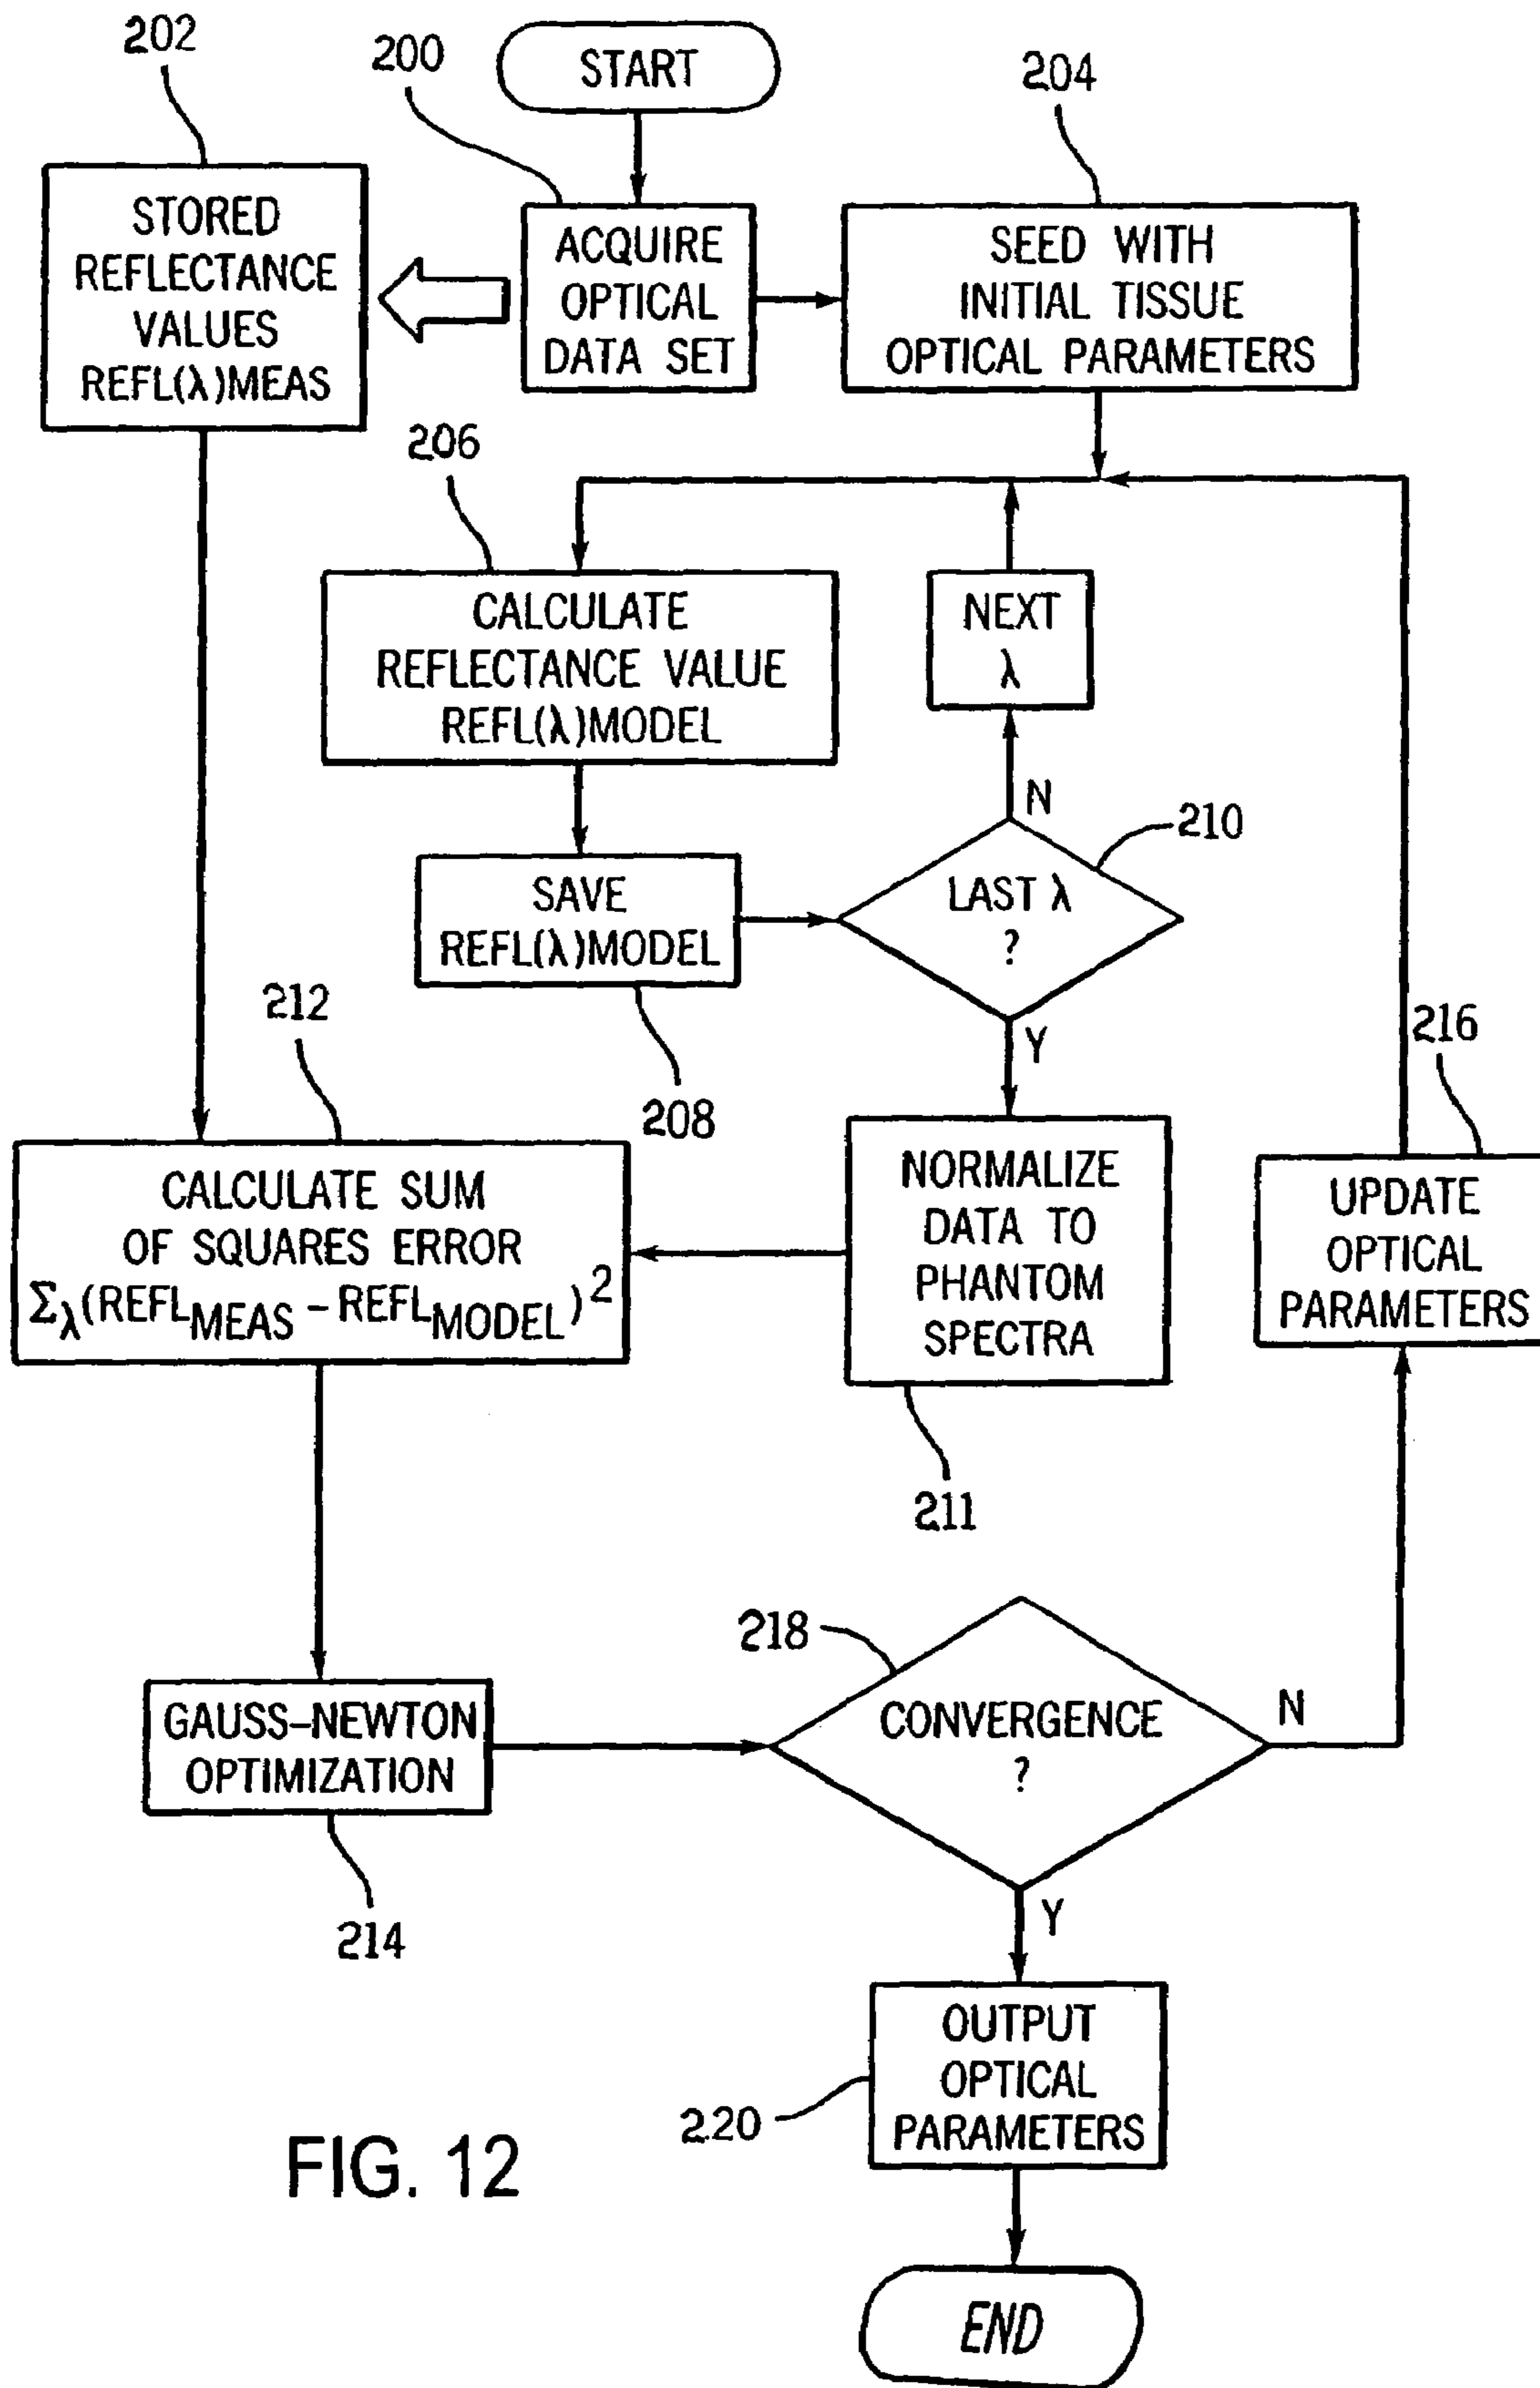 202
200
START
204
STORED
REFLECTANCE
VALUES
REFL(λ)MEAS
ACQUIRE
OPTICAL
DATA SET
SEED WITH
INITIAL TISSUE
OPTICAL PARAMETERS
206
CALCULATE
REFLECTANCE VALUE
REFL(λ)MODEL
NEXT
λ
N
210
SAVE
REFL(λ)MODEL
LAST λ
?
212
208
Y
216
CALCULATE SUM
OF SQUARES ERROR
Σλ(REFLMEAS – REFLMODEL)2
NORMALIZE
DATA TO
PHANTOM
SPECTRA
UPDATE
OPTICAL
PARAMETERS
211
218
GAUSS–NEWTON
OPTIMIZATION
CONVERGENCE
?
N
214
Y
OUTPUT
OPTICAL
PARAMETERS
220
FIG. 12
END